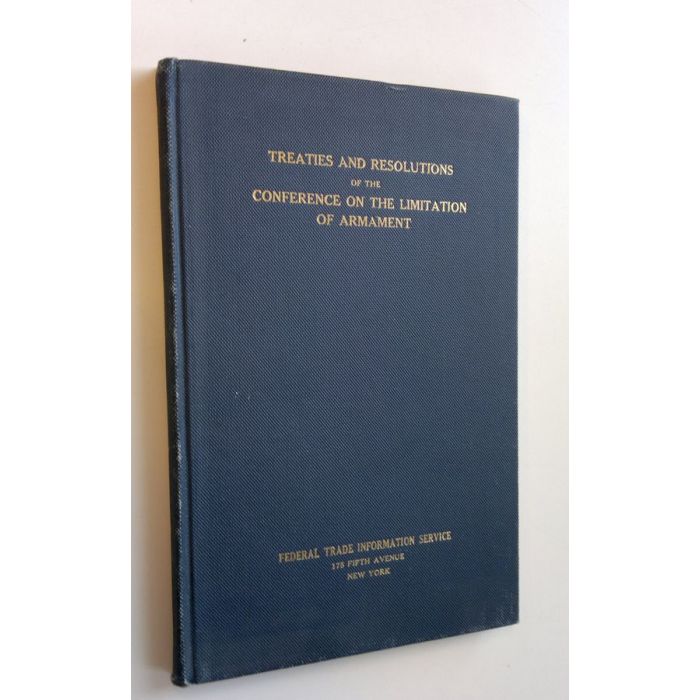 TREATIES AND RESOLUTIONS
OF THE
CONFERENCE ON THE LIMITATION
OF ARMAMENT
FEDERAL TRADE INFORMATION SERVICE
175 FIFTH AVENUE
NEW YORK